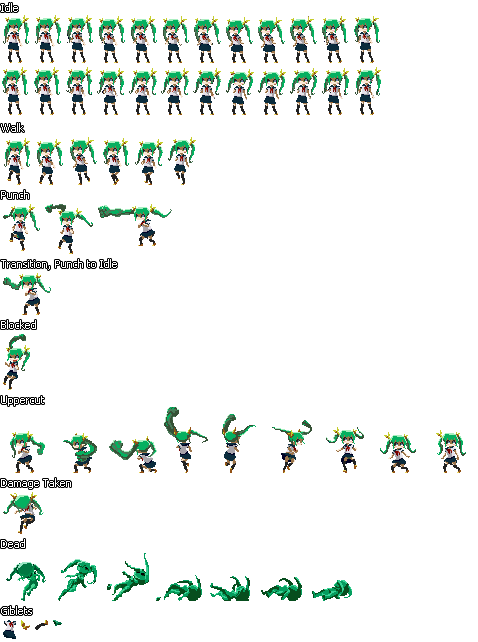 Idle
Walk
Punch
Transition, Punch to Idle
Blocked
Uppercut
Damage Taken
Dead
Giblets